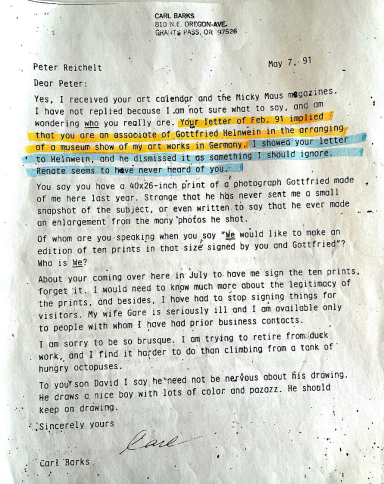 CARL BARKS
810 N.E. OREGON-AVE.
GRANTS PASS, OR 97526
Peter Reichelt
May 7, 91
Dear Peter:
Yes, I received your art calendar and the Micky Maus magazines.
I have not replied because I am not sure what to say, and am
wondering who you really are. Your letter of Feb. 91 implied
that you are an associate of Gottfried Helnwein in the arranging
of a museum show of my art works in Germany. I showed your letter
to Helnwein, and he dismissed it as something I should ignore.
Renate seems to have never heard of you.
You say you have a 40x26-inch print of a photograph Gottfried made
of me here last year. Strange that he has never sent me a small
snapshot of the subject, or even written to say that he ever made
an enlargement from the many photos he shot.
Of whom are you speaking when you say "We would like to make an
edition of ten prints in that size signed by you and Gottfried"?
Who is We?
About your coming over here in July to have me sign the ten prints,
forget it. I would need to know much more about the legitimacy of
the prints, and besides, I have had to stop signing things for
visitors. My wife Gare is seriously ill and I am available only
to people with whom I have had prior business contacts.
I am sorry to be so brusque. I am trying to retire from duck
work, and I find it harder to do than climbing from a tank of
hungry octopuses.
To your son David I say he need not be nervous about his drawing.
He draws a nice boy with lots of color and pazazz. He should
keep on drawing.
Sincerely yours
Carl
Carl Barks